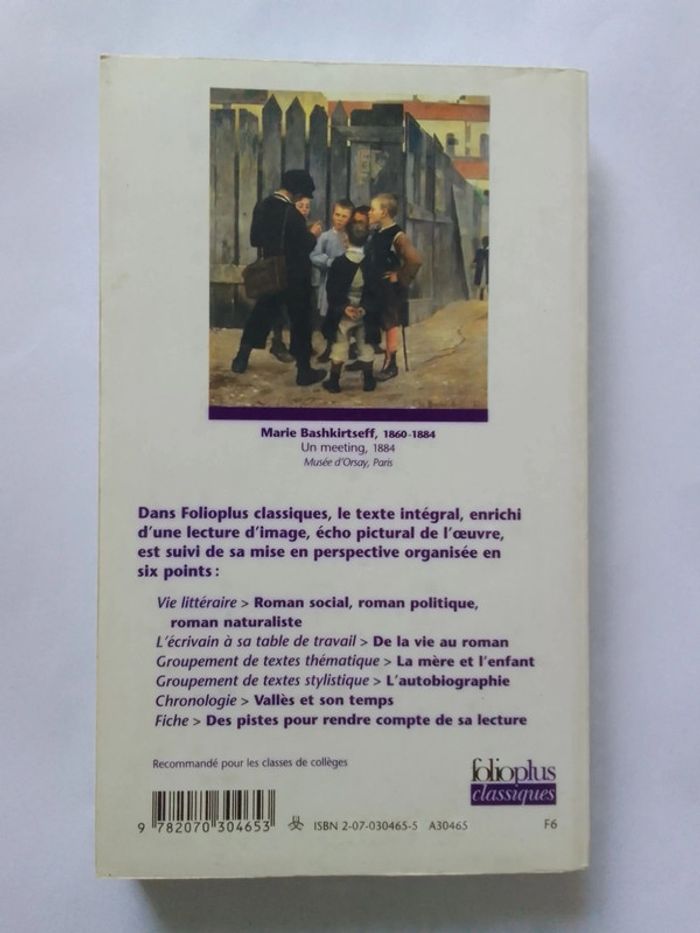 Marie Bashkirtseff, 1860-1884
Un meeting, 1884
Musée d'Orsay, Paris
Dans Folioplus classiques, le texte intégral, enrichi
d'une lecture d'image, écho pictural de l'œuvre,
est suivi de sa mise en perspective organisée en
six points :
Vie littéraire > Roman social, roman politique,
roman naturaliste
L'écrivain à sa table de travail > De la vie au roman
Groupement de textes thématique > La mère et l'enfant
Groupement de textes stylistique > L'autobiographie
Chronologie > Vallès et son temps
Fiche > Des pistes pour rendre compte de sa lecture
Recommandé pour les classes de collèges
folioplus
classiques
9 782070 304653 ISBN 2-07-030465-5 A30465 F6